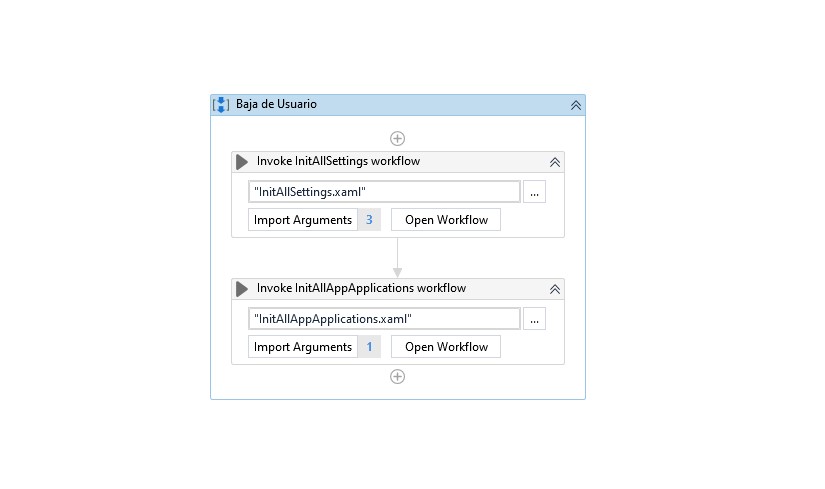 Baja de Usuario
Invoke InitAllSettings workflow
"InitAllSettings.xaml" ...
Import Arguments 3 Open Workflow
Invoke InitAllAppApplications workflow
"InitAllAppApplications.xaml" ...
Import Arguments 1 Open Workflow